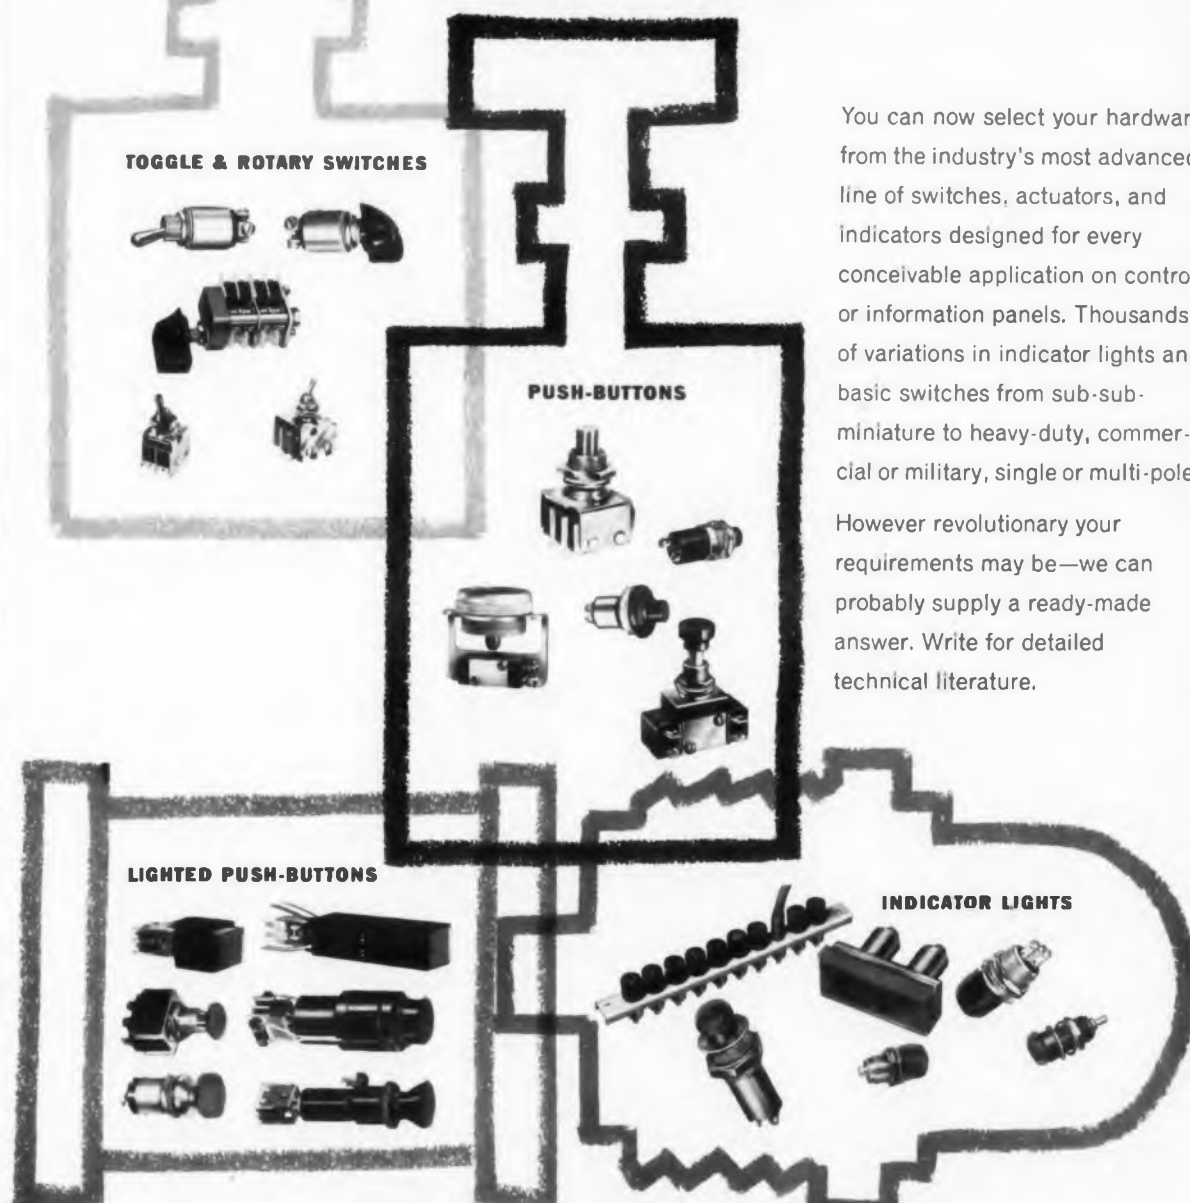 TOGGLE & ROTARY SWITCHES
PUSH-BUTTONS
You can now select your hardwar
from the industry's most advanced
line of switches, actuators, and
indicators designed for every
conceivable application on contro
or information panels. Thousands
of variations in indicator lights an
basic switches from sub-sub-
miniature to heavy-duty, commer-
cial or military, single or multi-pole
However revolutionary your
requirements may be—we can
probably supply a ready-made
answer. Write for detailed
technical literature.
LIGHTED PUSH-BUTTONS
INDICATOR LIGHTS